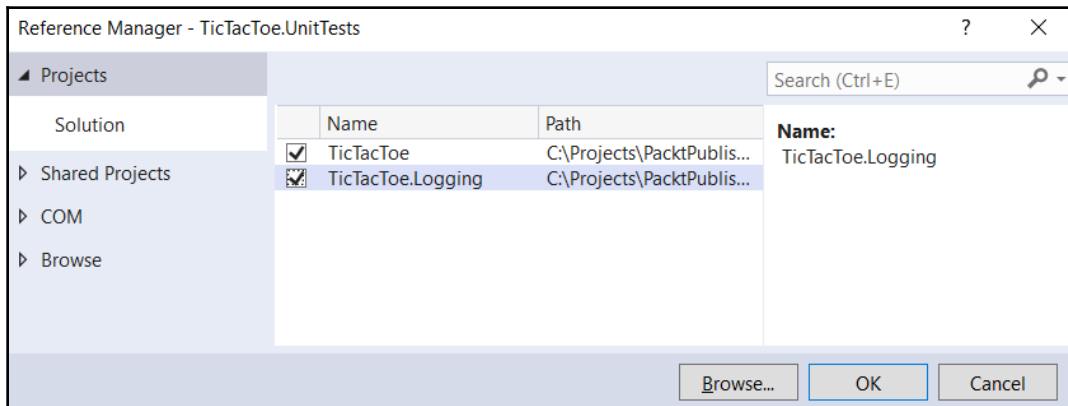 Reference Manager - TicTacToe.UnitTests
Projects
Solution
Shared Projects
COM
Browse
Search (Ctrl+E)
Name Path
TicTacToe C:\Projects\PacktPublis...
TicTacToe.Logging C:\Projects\PacktPublis...
Name:
TicTacToe.Logging
Browse... OK Cancel